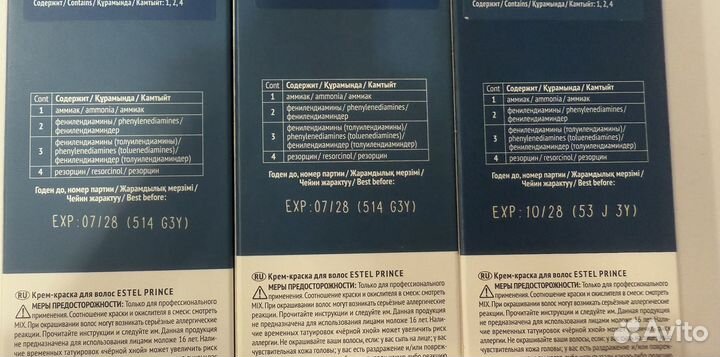 Содержит / Contains / Құрамында / Камтыйт: 1, 2, 4
Cont Содержит / Құрамында / Камтыйт
1 аммиак / ammonia / аммиак
2 фенилендиамины / phenylenediamines /
фенилендиаминдер
3 фенилендиамины (толуилендиамины) /
phenylenediamines (toluenediamines) /
фенилендиаминдер (толуилендиаминдер)
4 резорцин / resorcinol / резорцин
Годен до, номер партии / Жарамдылық мерзімі /
Чейин жарактуу / Best before:
EXP:07/28 (514 G3Y)
RU Крем-краска для волос ESTEL PRINCE
МЕРЫ ПРЕДОСТОРОЖНОСТИ: Только для профессионального
применения. Соотношение краски и окислителя в смеси: смотреть
MIX. При окрашивании волос могут возникать серьёзные аллергические
реакции. Прочитайте инструкции и следуйте им. Данная продукция
не предназначена для использования лицами моложе 16 лет. Налич-
чие временных татуировок «чёрной хной» может увеличить риск
Содержит / Contains / Құрамында / Камтыйт: 1, 2, 4
Cont Содержит / Құрамында / Камтыйт
1 аммиак / ammonia / аммиак
2 фенилендиамины / phenylenediamines /
фенилендиаминдер
3 фенилендиамины (толуилендиамины) /
phenylenediamines (toluenediamines) /
фенилендиаминдер (толуилендиаминдер)
4 резорцин / resorcinol / резорцин
Годен до, номер партии / Жарамдылық мерзімі /
Чейин жарактуу / Best before:
EXP:07/28 (514 G3Y)
RU Крем-краска для волос ESTEL PRINCE
МЕРЫ ПРЕДОСТОРОЖНОСТИ: Только для профессионального
применения. Соотношение краски и окислителя в смеси: смотреть
MIX. При окрашивании волос могут возникать серьёзные аллергические
реакции. Прочитайте инструкции и следуйте им. Данная продукция
не предназначена для использования лицами моложе 16 лет. Нали-
чие временных татуировок «чёрной хной» может увеличить риск
аллергии. Не окрашивайте ваши волосы, если: у вас сыпь на лице;
чувствительная кожа головы; у вас есть раздражение и/или повреж-
Содержит / Contains / Құрамында / Камтыйт: 1, 2, 4
Cont Содержит / Құрамында / Камтыйт
1 аммиак / ammonia / аммиак
2 фенилендиамины / phenylenediamines /
фенилендиаминдер
3 фенилендиамины (толуилендиамины) /
phenylenediamines (toluenediamines) /
фенилендиаминдер (толуилендиаминдер)
4 резорцин / resorcinol / резорцин
Годен до, номер партии / Жарамдылық мерзімі /
Чейин жарактуу / Best before:
EXP:10/28 (53 J 3Y)
RU Крем-краска для волос ESTEL PRINCE
МЕРЫ ПРЕДОСТОРОЖНОСТИ: Только для профессионального
применения. Соотношение краски и окислителя в смеси: смотреть
MIX. При окрашивании волос могут возникать серьёзные аллергические
реакции. Прочитайте инструкции и следуйте им. Данная
не предназначена для использования лицами моложе
чие временных татуировок «чёрной хной» может
аллергии. Не окрашивайте ваши волосы, если: у вас
чувствительная кожа головы; у вас есть
Avito